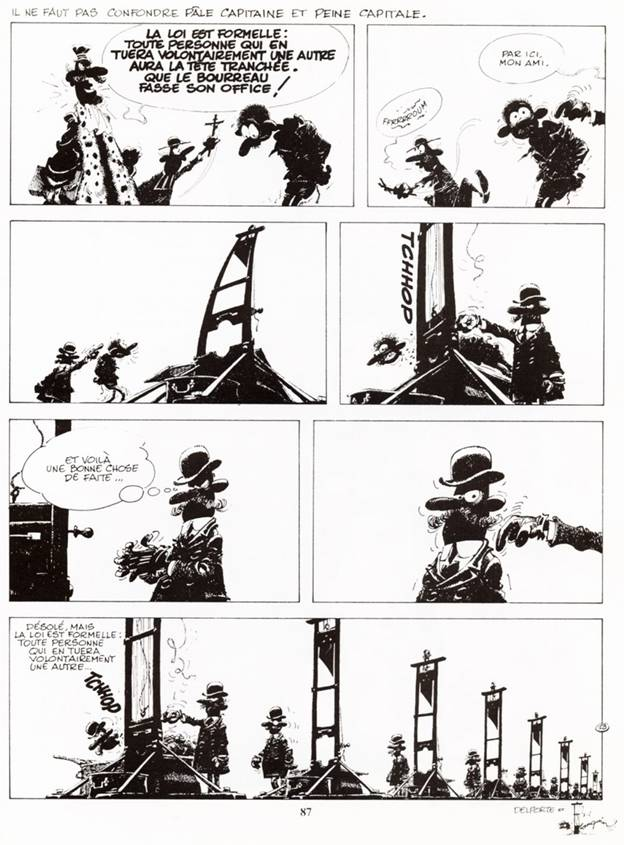 IL NE FAUT PAS CONFONDRE PÂLE CAPITAINE ET PEINE CAPITALE.
LA LOI EST FORMELLE:
TOUTE PERSONNE QUI EN
TUERA VOLONTAIREMENT UNE AUTRE
AURA LA TÊTE TRANCHÉE.
QUE LE BOURREAU
FASSE SON OFFICE!
FRRRRROUM
PAR ICI,
MON AMI.
TCHHOP
ET VOILÀ
UNE BONNE CHOSE
DE FAITE...
DÉSOLÉ, MAIS
LA LOI EST FORMELLE:
TOUTE PERSONNE
QUI EN TUERA
VOLONTAIREMENT
UNE AUTRE...
TCHHOP
87
DELPORTE ET